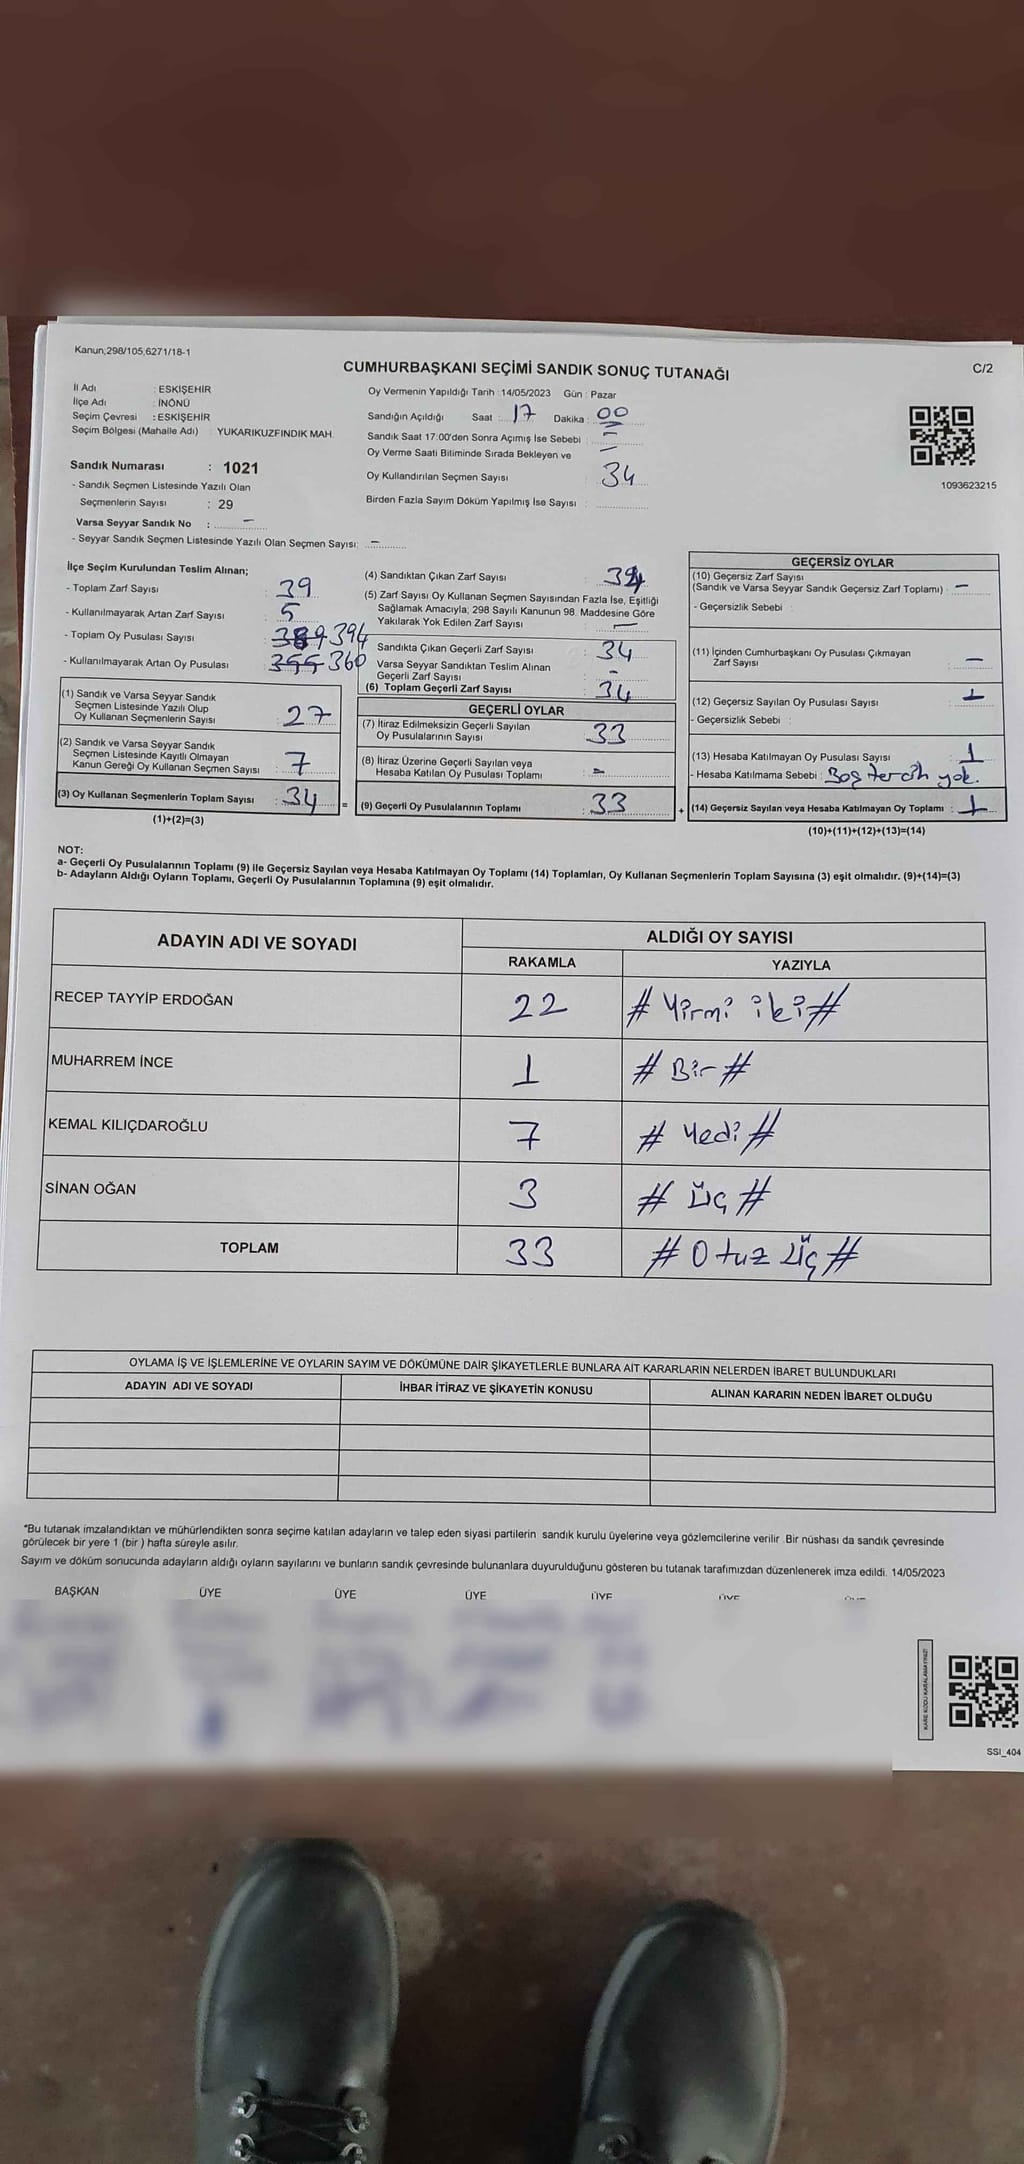 Kanun;298/105,6271/18-1
C/2
CUMHURBAŞKANI SEÇİMİ SANDIK SONUÇ TUTANAĞI
İl Adı : ESKİŞEHİR
İlçe Adı : İNÖNÜ
Seçim Çevresi : ESKİŞEHİR
Seçim Bölgesi (Mahalle Adı) : YUKARIKUZFINDIK MAH.
Sandık Numarası : 1021
- Sandık Seçmen Listesinde Yazılı Olan
Seçmenlerin Sayısı : 29
Varsa Seyyar Sandık No : -
- Seyyar Sandık Seçmen Listesinde Yazılı Olan Seçmen Sayısı: -
Oy Vermenin Yapıldığı Tarih : 14/05/2023 Gün : Pazar
Sandığın Açıldığı Saat : 17 Dakika : 00
Sandık Saat 17:00'den Sonra Açımış İse Sebebi : -
Oy Verme Saati Bitiminde Sırada Bekleyen ve -
Oy Kullandırılan Seçmen Sayısı : 34
Birden Fazla Sayım Döküm Yapılmış İse Sayısı :
1093623215
İlçe Seçim Kurulundan Teslim Alınan;
- Toplam Zarf Sayısı : 39
- Kullanılmayarak Artan Zarf Sayısı : 5
- Toplam Oy Pusulası Sayısı : 389 394
- Kullanılmayarak Artan Oy Pusulası : 355 360
(1) Sandık ve Varsa Seyyar Sandık
Seçmen Listesinde Yazılı Olup
Oy Kullanan Seçmenlerin Sayısı : 27
(2) Sandık ve Varsa Seyyar Sandık
Seçmen Listesinde Kayıtlı Olmayan
Kanun Gereği Oy Kullanan Seçmen Sayısı : 7
(3) Oy Kullanan Seçmenlerin Toplam Sayısı : 34 =
(1)+(2)=(3)
(4) Sandıktan Çıkan Zarf Sayısı : 34
(5) Zarf Sayısı Oy Kullanan Seçmen Sayısından Fazla İse, Eşitliği
Sağlamak Amacıyla, 298 Sayılı Kanunun 98. Maddesine Göre
Yakılarak Yok Edilen Zarf Sayısı : -
Sandıkta Çıkan Geçerli Zarf Sayısı : 34
Varsa Seyyar Sandıktan Teslim Alınan
Geçerli Zarf Sayısı : -
(6) Toplam Geçerli Zarf Sayısı : 34
GEÇERLİ OYLAR
(7) İtiraz Edilmeksizin Geçerli Sayılan
Oy Pusulalarının Sayısı : 33
(8) İtiraz Üzerine Geçerli Sayılan veya
Hesaba Katılan Oy Pusulası Toplamı : -
(9) Geçerli Oy Pusulalarının Toplamı : 33 +
GEÇERSİZ OYLAR
(10) Geçersiz Zarf Sayısı
(Sandık ve Varsa Seyyar Sandık Geçersiz Zarf Toplamı) : -
- Geçersizlik Sebebi :
(11) İçinden Cumhurbaşkanı Oy Pusulası Çıkmayan
Zarf Sayısı : -
(12) Geçersiz Sayılan Oy Pusulası Sayısı : 1
- Geçersizlik Sebebi :
(13) Hesaba Katılmayan Oy Pusulası Sayısı : 1
- Hesaba Katılmama Sebebi : Boş tercih yok.
(14) Geçersiz Sayılan veya Hesaba Katılmayan Oy Toplamı : 1
(10)+(11)+(12)+(13)=(14)
NOT:
a- Geçerli Oy Pusulalarının Toplamı (9) ile Geçersiz Sayılan veya Hesaba Katılmayan Oy Toplamı (14) Toplamları, Oy Kullanan Seçmenlerin Toplam Sayısına (3) eşit olmalıdır. (9)+(14)=(3)
b- Adayların Aldığı Oyların Toplamı, Geçerli Oy Pusulalarının Toplamına (9) eşit olmalıdır.
ADAYIN ADI VE SOYADI ALDIĞI OY SAYISI
RAKAMLA YAZIYLA
RECEP TAYYİP ERDOĞAN 22 # Yirmi iki #
MUHARREM İNCE 1 # Bir #
KEMAL KILIÇDAROĞLU 7 # Yedi #
SİNAN OĞAN 3 # Üç #
TOPLAM 33 # Otuz Üç #
OYLAMA İŞ VE İŞLEMLERİNE VE OYLARIN SAYIM VE DÖKÜMÜNE DAİR ŞİKAYETLERLE BUNLARA AİT KARARLARIN NELERDEN İBARET BULUNDUKLARI
ADAYIN ADI VE SOYADI İHBAR İTİRAZ VE ŞİKAYETİN KONUSU ALINAN KARARIN NEDEN İBARET OLDUĞU
*Bu tutanak imzalandıktan ve mühürlendikten sonra seçime katılan adayların ve talep eden siyasi partilerin sandık kurulu üyelerine veya gözlemcilerine verilir. Bir nüshası da sandık çevresinde
görülecek bir yere 1 (bir ) hafta süreyle asılır.
Sayım ve döküm sonucunda adayların aldığı oyların sayılarını ve bunların sandık çevresinde bulunanlara duyurulduğunu gösteren bu tutanak tarafımızdan düzenlenerek imza edildi. 14/05/2023
BAŞKAN ÜYE ÜYE ÜYE ÜYE ÜYE
KARE KODU KARALAMAYINIZ!
SSI_404